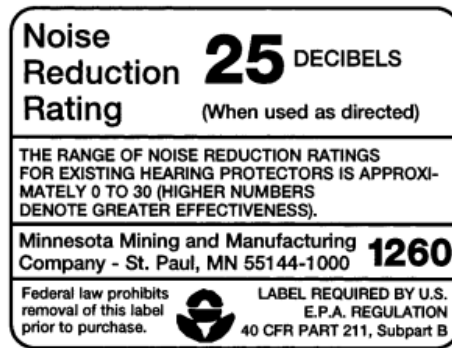 Noise
Reduction
Rating
25 DECIBELS
(When used as directed)
THE RANGE OF NOISE REDUCTION RATINGS
FOR EXISTING HEARING PROTECTORS IS APPROXI-
MATELY 0 TO 30 (HIGHER NUMBERS
DENOTE GREATER EFFECTIVENESS).
Minnesota Mining and Manufacturing
Company - St. Paul, MN 55144-1000
1260
Federal law prohibits
removal of this label
prior to purchase.
LABEL REQUIRED BY U.S.
E.P.A. REGULATION
40 CFR PART 211, Subpart B